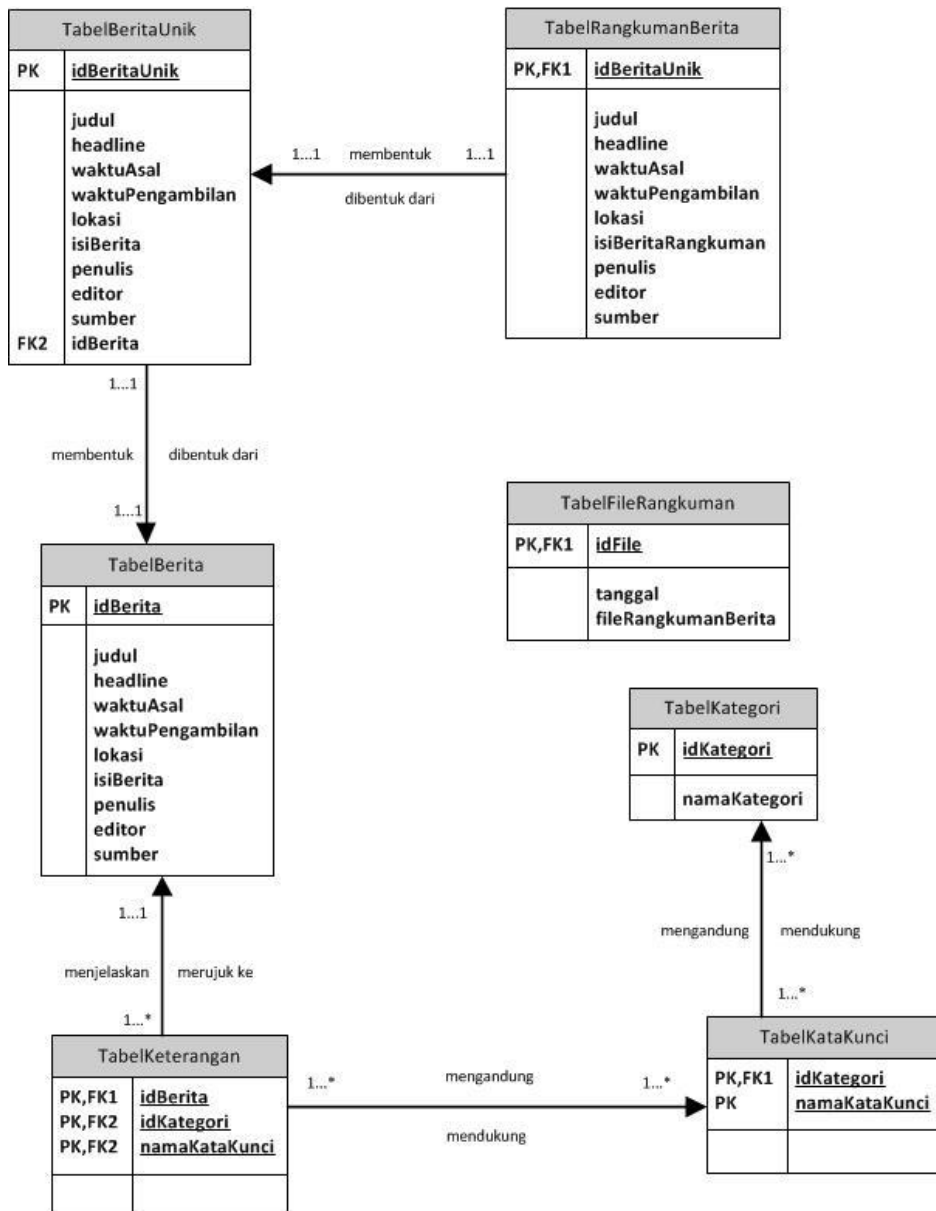 TabelBeritaUnik
PK idBeritaUnik
judul
headline
waktuAsal
waktuPengambilan
lokasi
isiBerita
penulis
editor
sumber
FK2 idBerita
TabelRangkumanBerita
PK,FK1 idBeritaUnik
judul
headline
waktuAsal
waktuPengambilan
lokasi
isiBeritaRangkuman
penulis
editor
sumber
1...1 membentuk 1...1
dibentuk dari
1...1
membentuk dibentuk dari
1...1
TabelBerita
PK idBerita
judul
headline
waktuAsal
waktuPengambilan
lokasi
isiBerita
penulis
editor
sumber
TabelFileRangkuman
PK,FK1 idFile
tanggal
fileRangkumanBerita
TabelKategori
PK idKategori
namaKategori
1...*
mengandung mendukung
1...*
1...1
menjelaskan merujuk ke
1...*
TabelKeterangan
PK,FK1 idBerita
PK,FK2 idKategori
PK,FK2 namaKataKunci
1...* mengandung 1...*
mendukung
TabelKataKunci
PK,FK1 idKategori
PK namaKataKunci